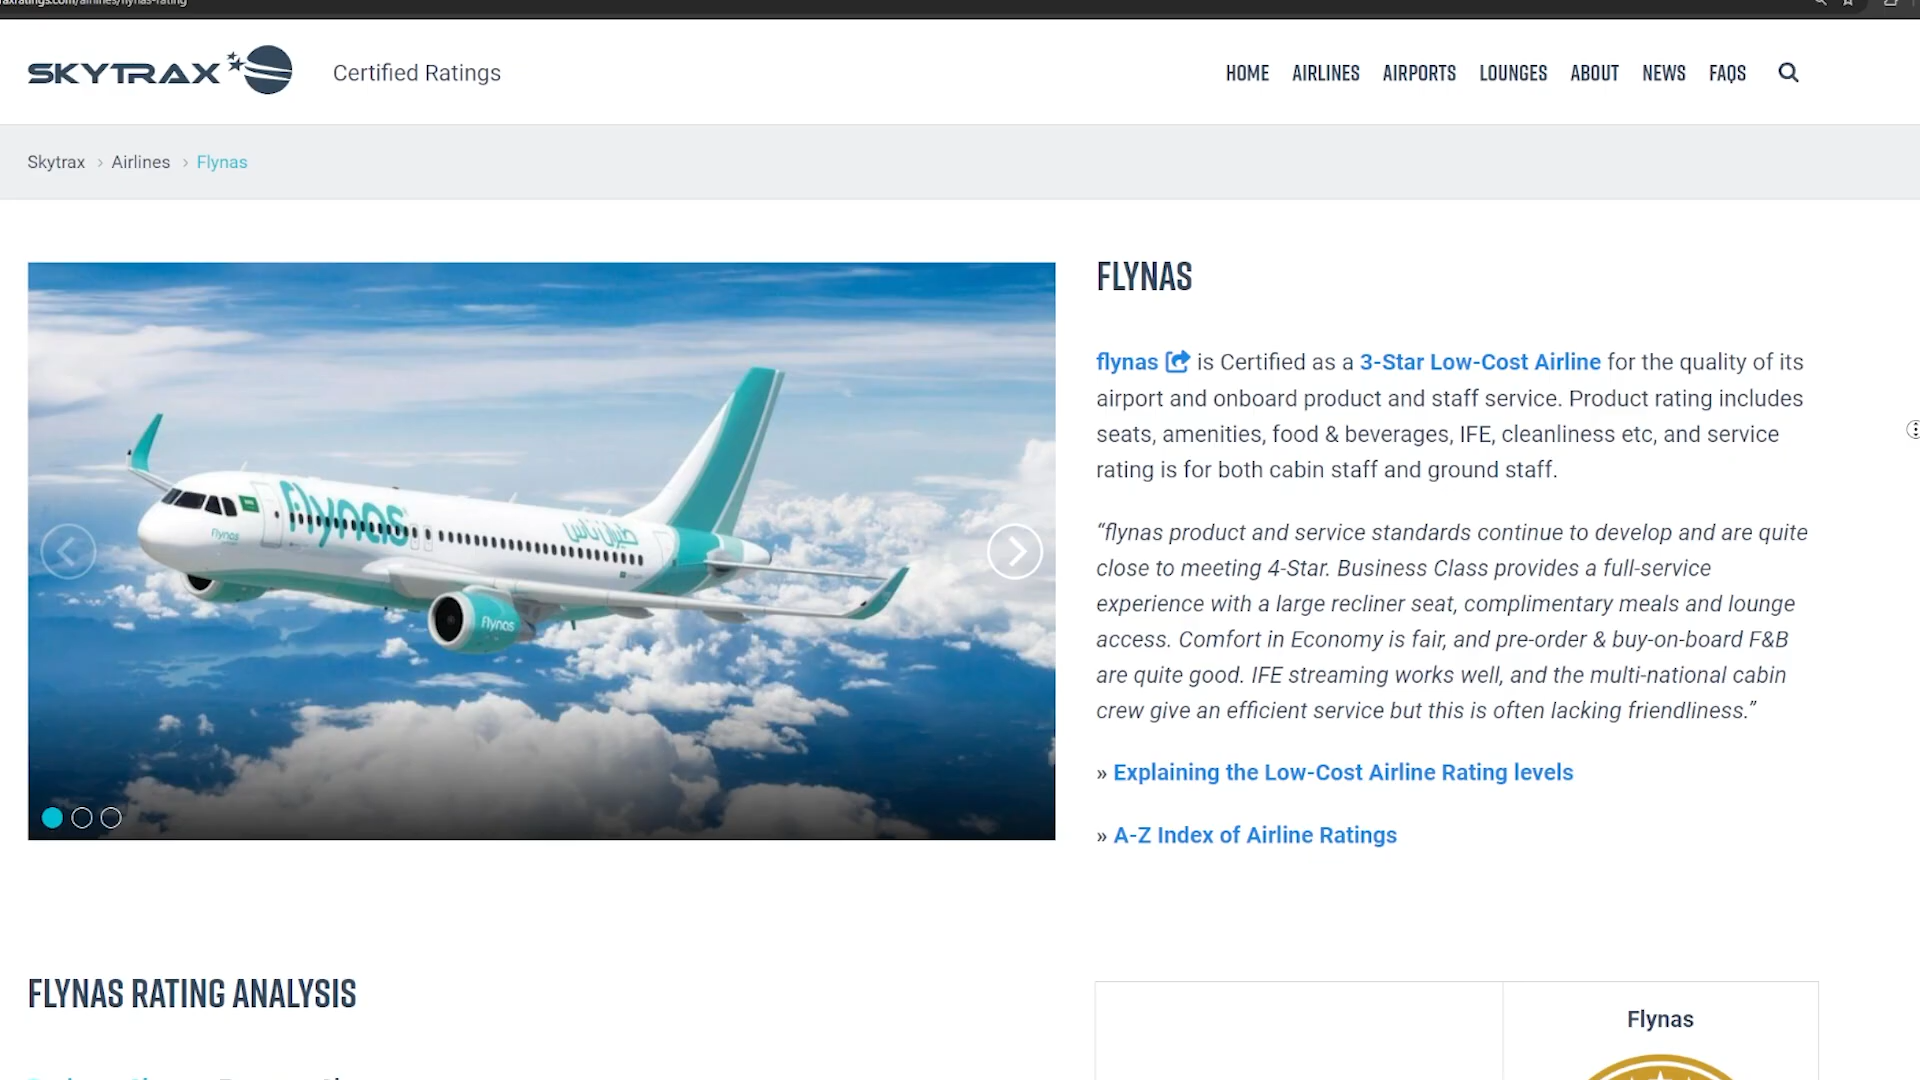 SKYTRAX Certified Ratings
HOME AIRLINES AIRPORTS LOUNGES ABOUT NEWS FAQS
Skytrax > Airlines > Flynas
flynas
flynas
طيران ناس
flynas
FLYNAS
flynas is Certified as a 3-Star Low-Cost Airline for the quality of its
airport and onboard product and staff service. Product rating includes
seats, amenities, food & beverages, IFE, cleanliness etc, and service
rating is for both cabin staff and ground staff.
“flynas product and service standards continue to develop and are quite
close to meeting 4-Star. Business Class provides a full-service
experience with a large recliner seat, complimentary meals and lounge
access. Comfort in Economy is fair, and pre-order & buy-on-board F&B
are quite good. IFE streaming works well, and the multi-national cabin
crew give an efficient service but this is often lacking friendliness.”
» Explaining the Low-Cost Airline Rating levels
» A-Z Index of Airline Ratings
FLYNAS RATING ANALYSIS
Flynas